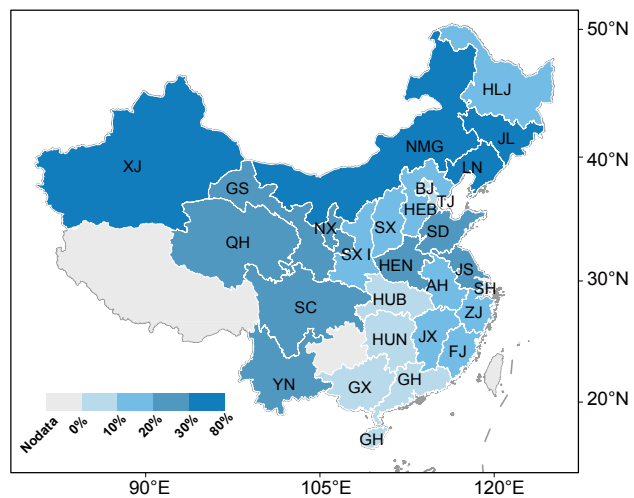 50°N
HLJ
JL
NMG
40°N
XJ
LN
GS
BJ
TJ
HEB
NX
SX
SD
QH
SX I
HEN
JS
30°N
AH
SH
HUB
SC
ZJ
HUN
JX
FJ
YN
GX
GH
20°N
Nodata 0% 10% 20% 30% 80%
GH
90°E 105°E 120°E